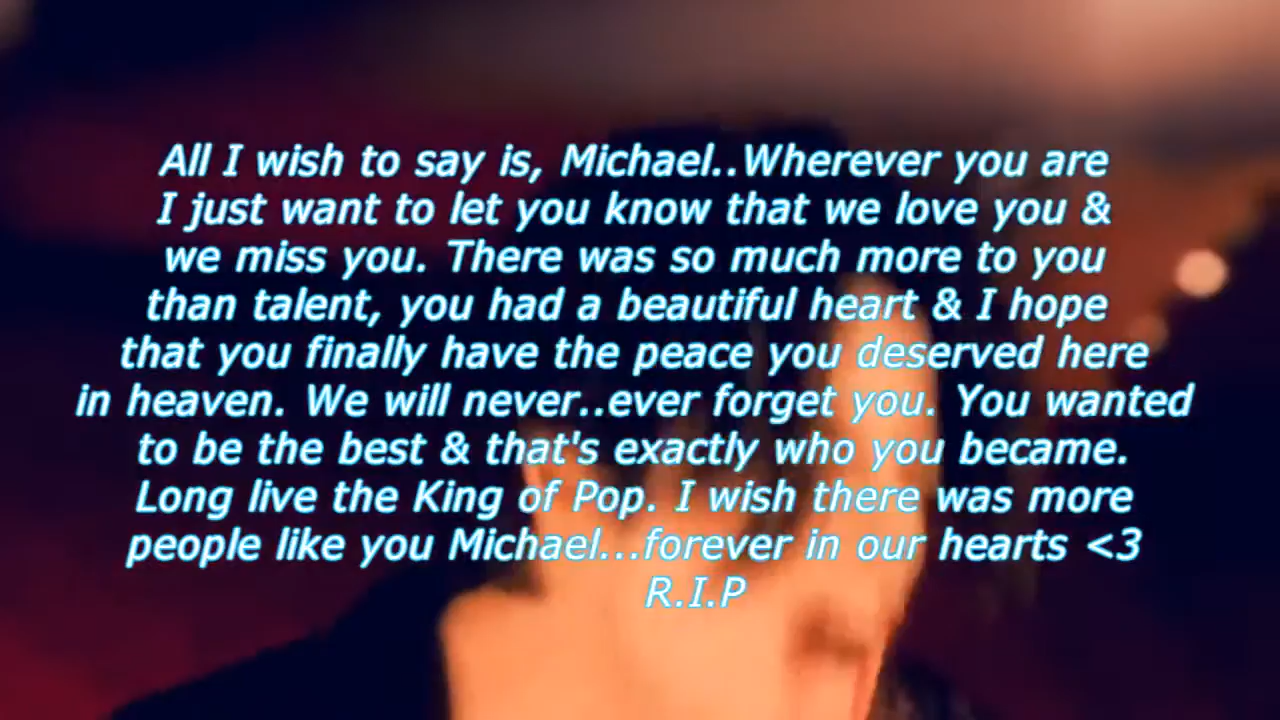 All I wish to say is, Michael..Wherever you are
I just want to let you know that we love you &
we miss you. There was so much more to you
than talent, you had a beautiful heart & I hope
that you finally have the peace you deserved here
in heaven. We will never..ever forget you. You wanted
to be the best & that's exactly who you became.
Long live the King of Pop. I wish there was more
people like you Michael...forever in our hearts <3
R.I.P